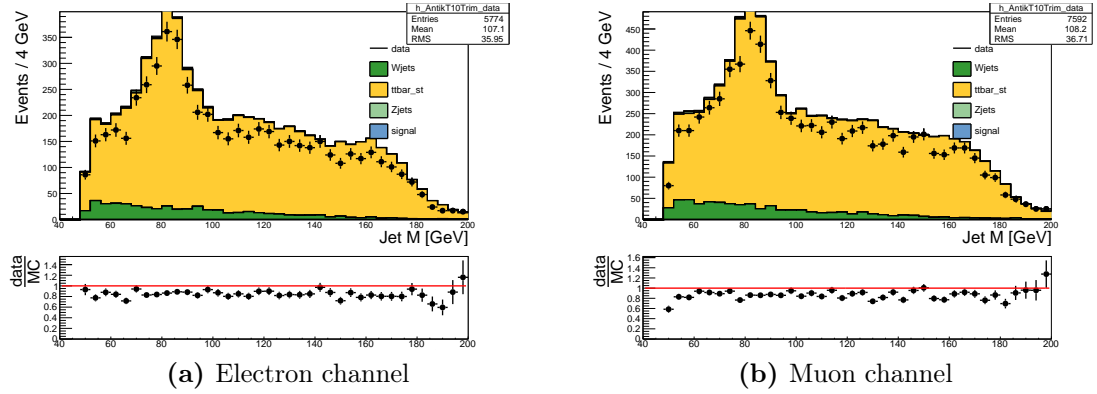 h_AntikT10Trim_data
Entries 5774
Mean 107.1
RMS 35.95
data
Wjets
ttbar_st
Zjets
signal
Events / 4 GeV
350
300
250
200
150
100
50
0
40 60 80 100 120 140 160 180 200
Jet M [GeV]
data
MC
1.4
1.2
1
0.8
0.6
0.4
0.2
0
40 60 80 100 120 140 160 180 200
(a) Electron channel
h_AntikT10Trim_data
Entries 7592
Mean 108.2
RMS 36.71
data
Wjets
ttbar_st
Zjets
signal
Events / 4 GeV
450
400
350
300
250
200
150
100
50
0
40 60 80 100 120 140 160 180 200
Jet M [GeV]
data
MC
1.6
1.4
1.2
1
0.8
0.6
0.4
0.2
0
40 60 80 100 120 140 160 180 200
(b) Muon channel